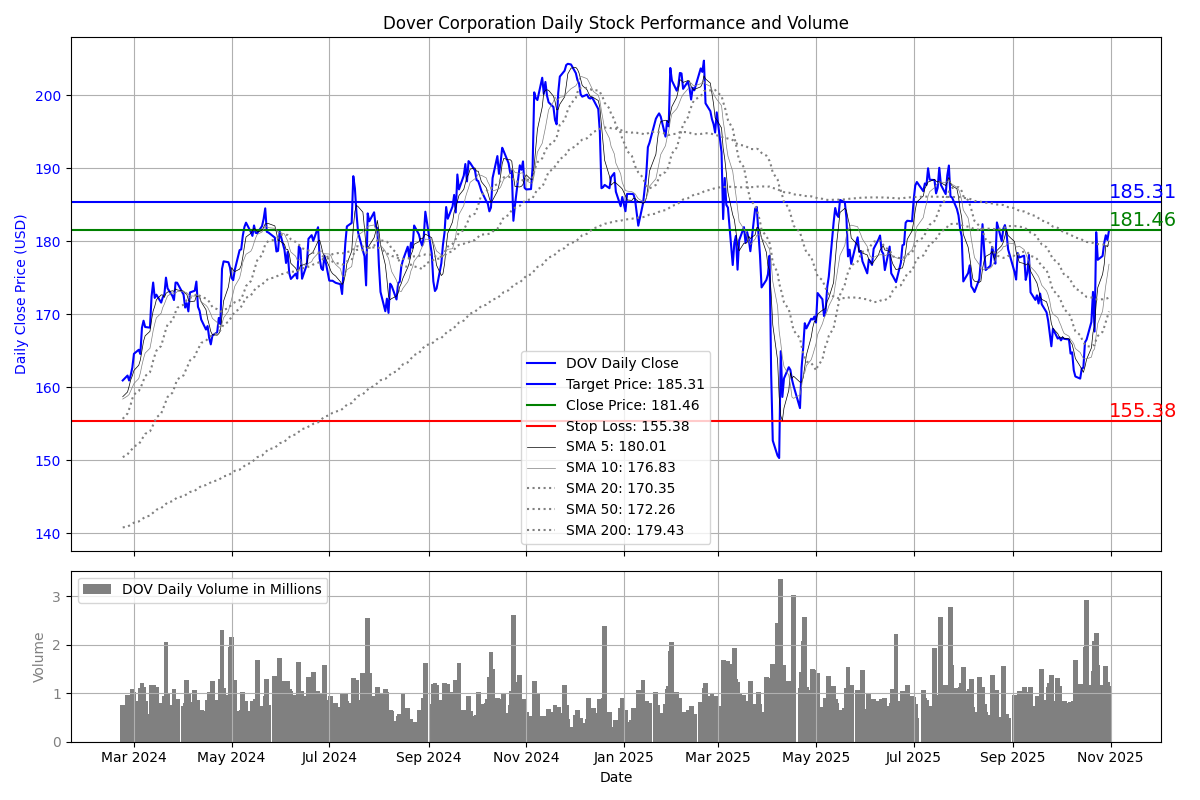 Dover Corporation Daily Stock Performance and Volume
Daily Close Price (USD)
200
190
180
170
160
150
140
185.31
181.46
155.38
DOV Daily Close
Target Price: 185.31
Close Price: 181.46
Stop Loss: 155.38
SMA 5: 180.01
SMA 10: 176.83
SMA 20: 170.35
SMA 50: 172.26
SMA 200: 179.43
DOV Daily Volume in Millions
Volume
3
2
1
0
Mar 2024 May 2024 Jul 2024 Sep 2024 Nov 2024 Jan 2025 Mar 2025 May 2025 Jul 2025 Sep 2025 Nov 2025
Date